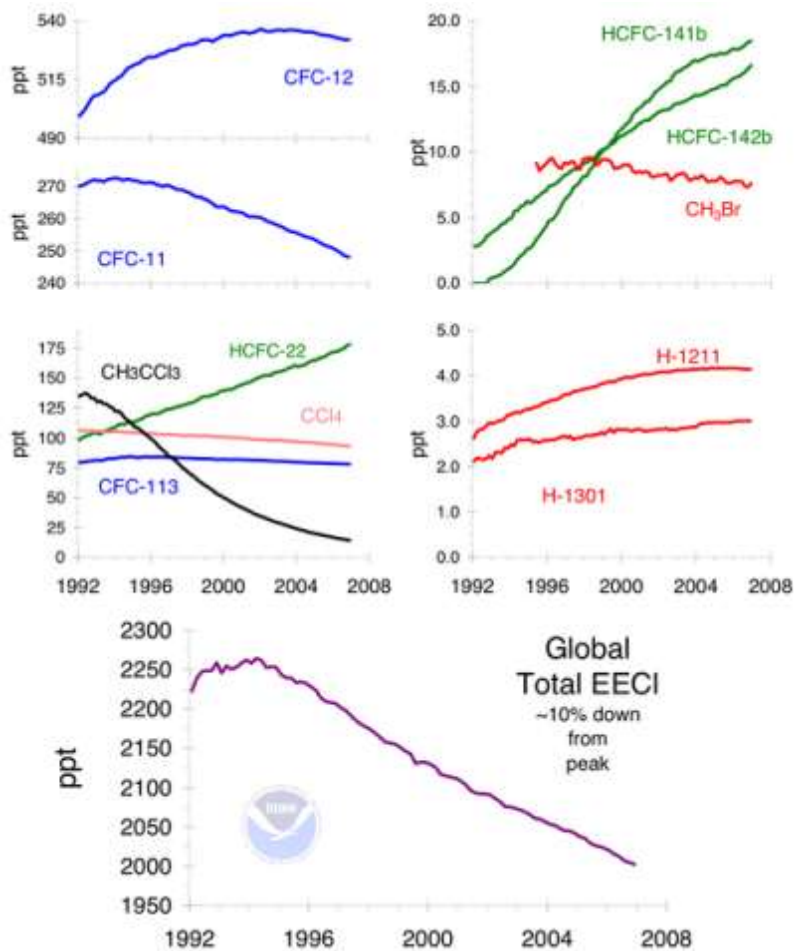 540
515
490
ppt
CFC-12
270
260
250
240
ppt
CFC-11
20.0
15.0
10.0
5.0
0.0
ppt
HCFC-141b
HCFC-142b
CH₃Br
175
150
125
100
75
50
25
0
ppt
CH3CCl3
HCFC-22
CCl4
CFC-113
1992 1996 2000 2004 2008
5.0
4.0
3.0
2.0
1.0
0.0
ppt
H-1211
H-1301
1992 1996 2000 2004 2008
2300
2250
2200
2150
2100
2050
2000
1950
ppt
Global
Total EECl
~10% down
from
peak
1992 1996 2000 2004 2008